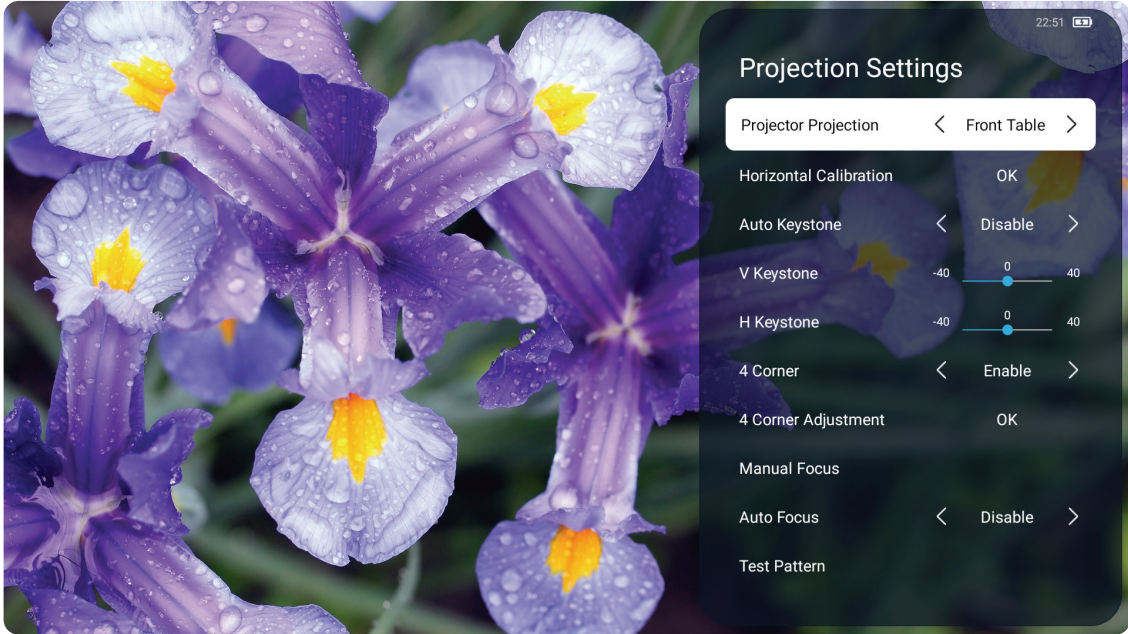 22:51
Projection Settings
Projector Projection Front Table
Horizontal Calibration OK
Auto Keystone Disable
V Keystone -40 0 40
H Keystone -40 0 40
4 Corner Enable
4 Corner Adjustment OK
Manual Focus
Auto Focus Disable
Test Pattern